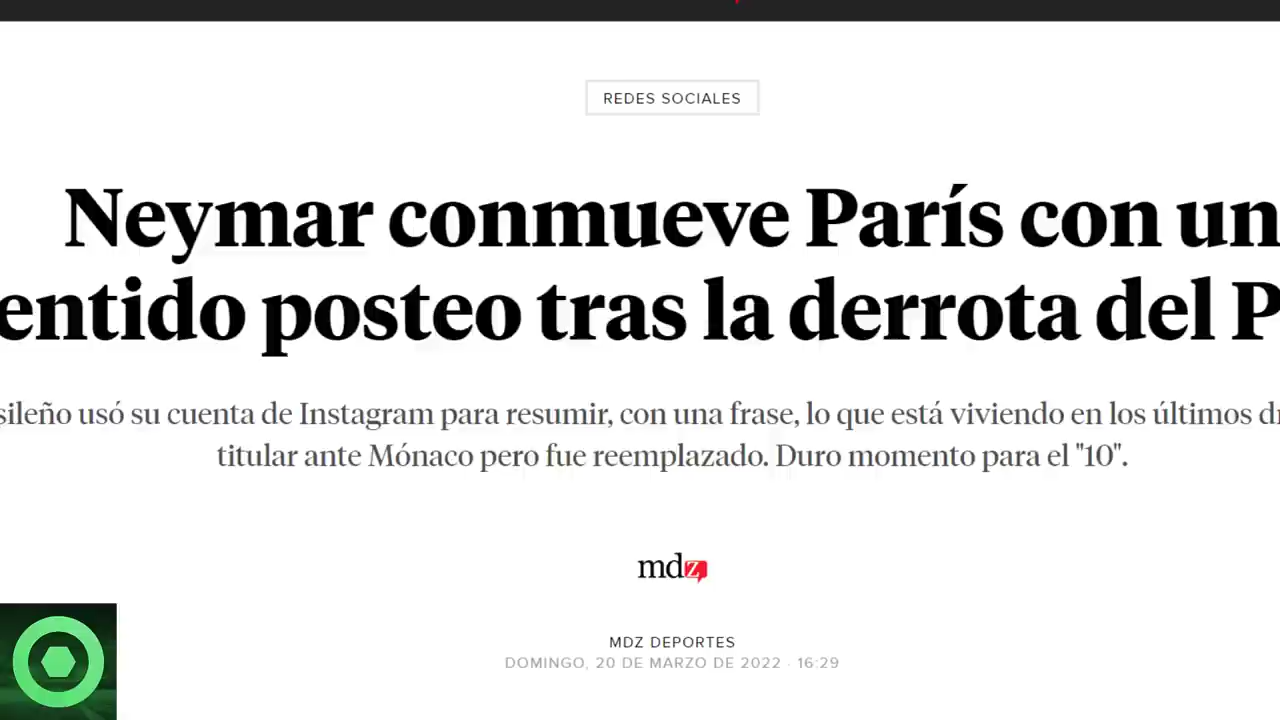 REDES SOCIALES
Neymar conmueve París con un
entido posteo tras la derrota del P
sileño usó su cuenta de Instagram para resumir, con una frase, lo que está viviendo en los últimos d
titular ante Mónaco pero fue reemplazado. Duro momento para el "10".
mdz
MDZ DEPORTES
DOMINGO, 20 DE MARZO DE 2022 · 16:29